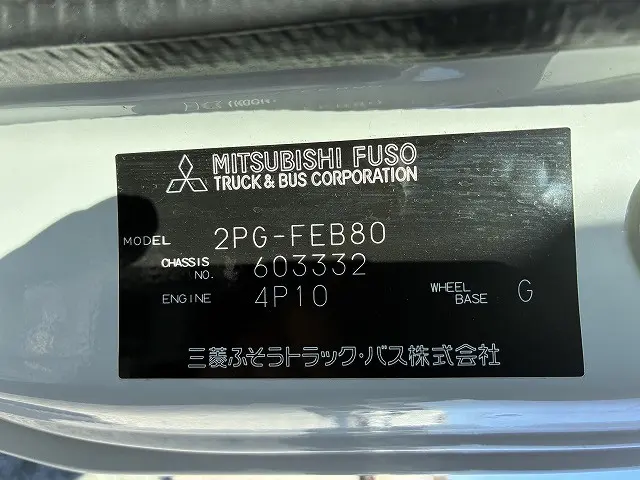 MITSUBISHI FUSO
TRUCK & BUS CORPORATION
MODEL 2PG-FEB80
CHASSIS NO. 603332
ENGINE 4P10 WHEEL BASE G
三菱ふそうトラック・バス株式会社